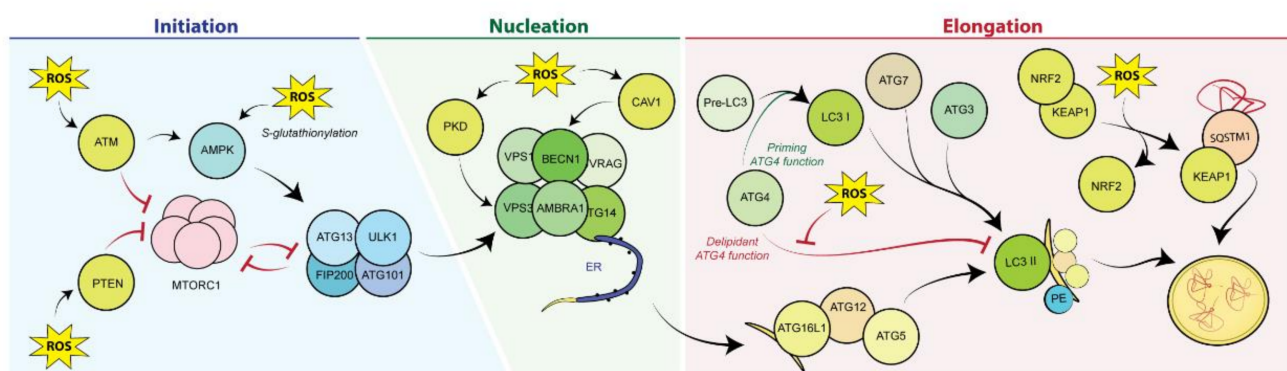 Initiation
Nucleation
Elongation
ROS
ROS
S-glutathionylation
ATM
AMPK
PTEN
ROS
MTORC1
ATG13
ULK1
FIP200
ATG101
ROS
PKD
CAV1
VPS1
BECN1
VRAG
VPS3
AMBRA1
TG14
ER
Pre-LC3
LC3 I
ATG7
ATG3
Priming
ATG4 function
ATG4
ROS
Delipidant
ATG4 function
LC3 II
PE
ATG16L1
ATG12
ATG5
NRF2
KEAP1
ROS
NRF2
SQSTM1
KEAP1